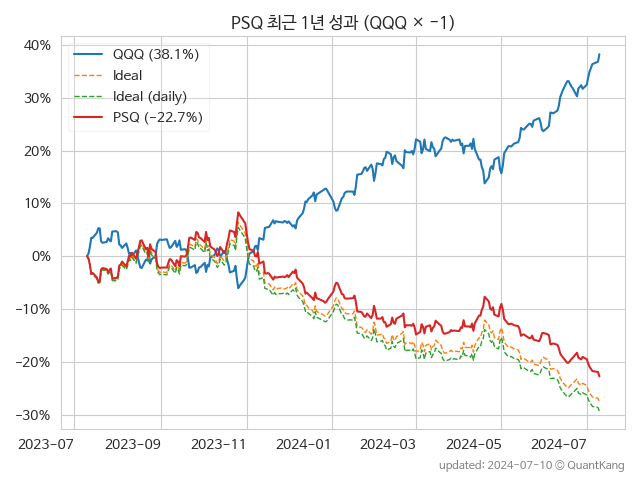 PSQ 최근 1년 성과 (QQQ × −1)
40%
30%
20%
10%
0%
−10%
−20%
−30%
QQQ (38.1%)
Ideal
Ideal (daily)
PSQ (−22.7%)
2023-07
2023-09
2023-11
2024-01
2024-03
2024-05
2024-07
updated: 2024-07-10 © QuantKang